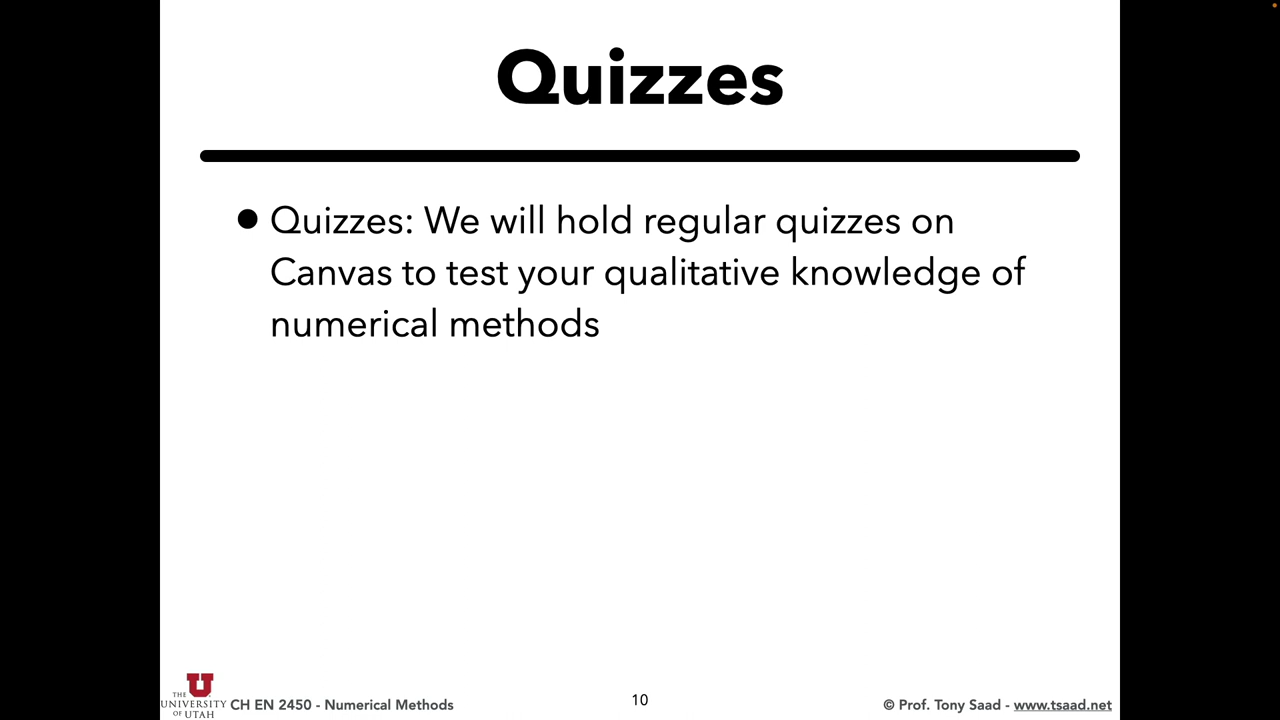 Quizzes
• Quizzes: We will hold regular quizzes on
Canvas to test your qualitative knowledge of
numerical methods
U
THE
UNIVERSITY
OF UTAH
CH EN 2450 - Numerical Methods
10
© Prof. Tony Saad - www.tsaad.net